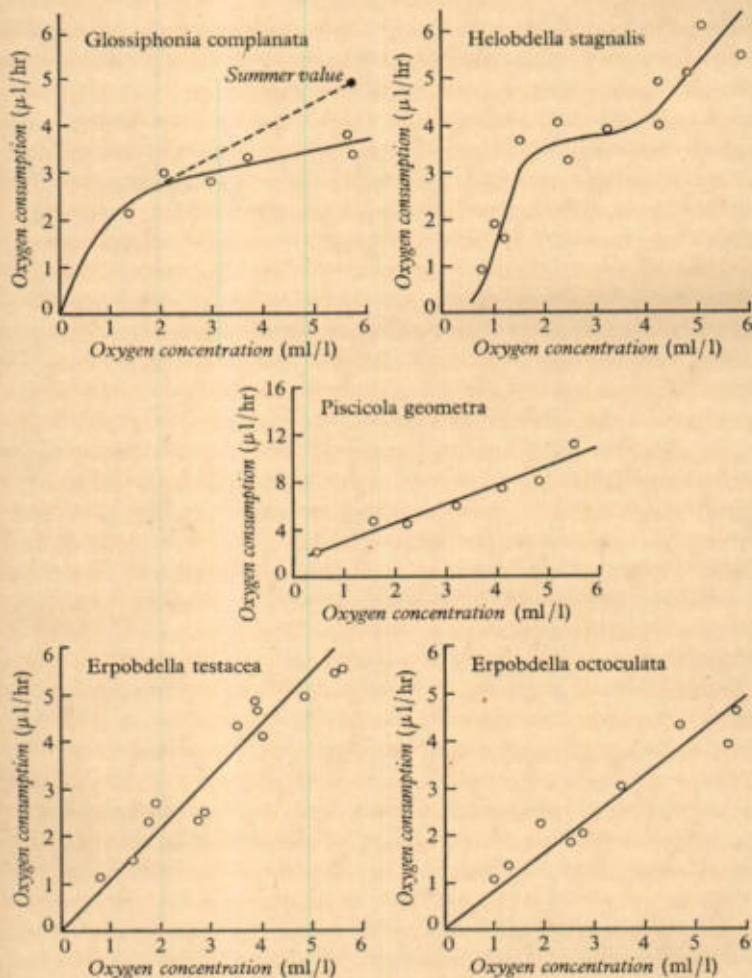 Glossiphonia complanata
Summer value
Oxygen consumption (µl/hr)
6
5
4
3
2
1
0
0 1 2 3 4 5 6
Oxygen concentration (ml/l)
Helobdella stagnalis
Oxygen consumption (µl/hr)
6
5
4
3
2
1
0
0 1 2 3 4 5 6
Oxygen concentration (ml/l)
Piscicola geometra
Oxygen consumption (µl/hr)
16
12
8
4
0
0 1 2 3 4 5 6
Oxygen concentration (ml/l)
Erpobdella testacea
Oxygen consumption (µl/hr)
6
5
4
3
2
1
0
0 1 2 3 4 5 6
Oxygen concentration (ml/l)
Erpobdella octoculata
Oxygen consumption (µl/hr)
6
5
4
3
2
1
0
0 1 2 3 4 5 6
Oxygen concentration (ml/l)